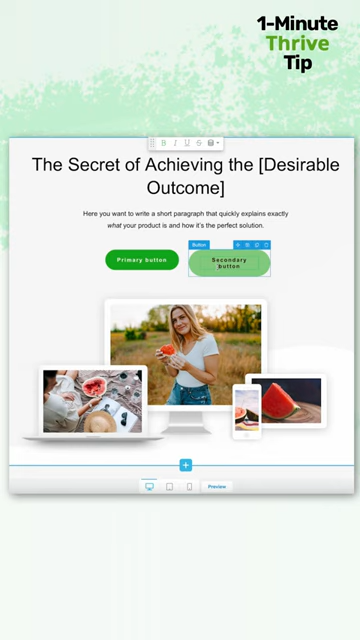 1-Minute
Thrive
Tip
B I U S
The Secret of Achieving the [Desirable
Outcome]
Here you want to write a short paragraph that quickly explains exactly
what your product is and how it's the perfect solution.
Button
Primary button
Secondary
button
Preview